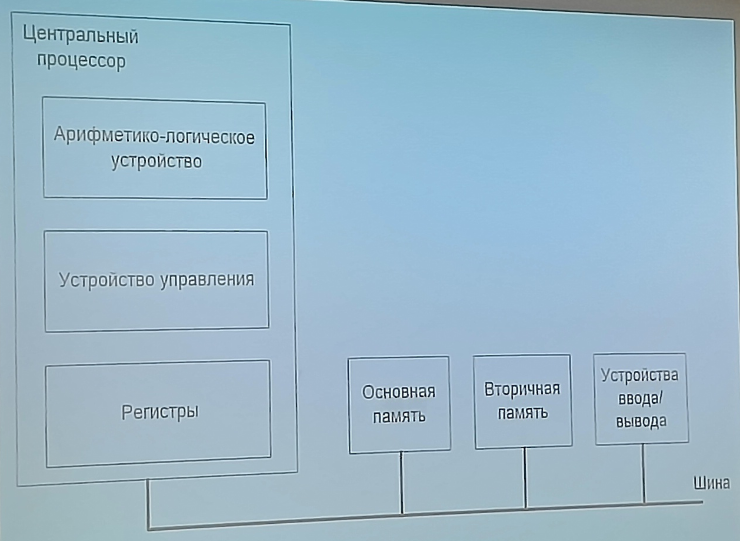 Центральный
процессор
Арифметико-логическое
устройство
Устройство управления
Регистры
Основная
память
Вторичная
память
Устройства
ввода/
вывода
Шина